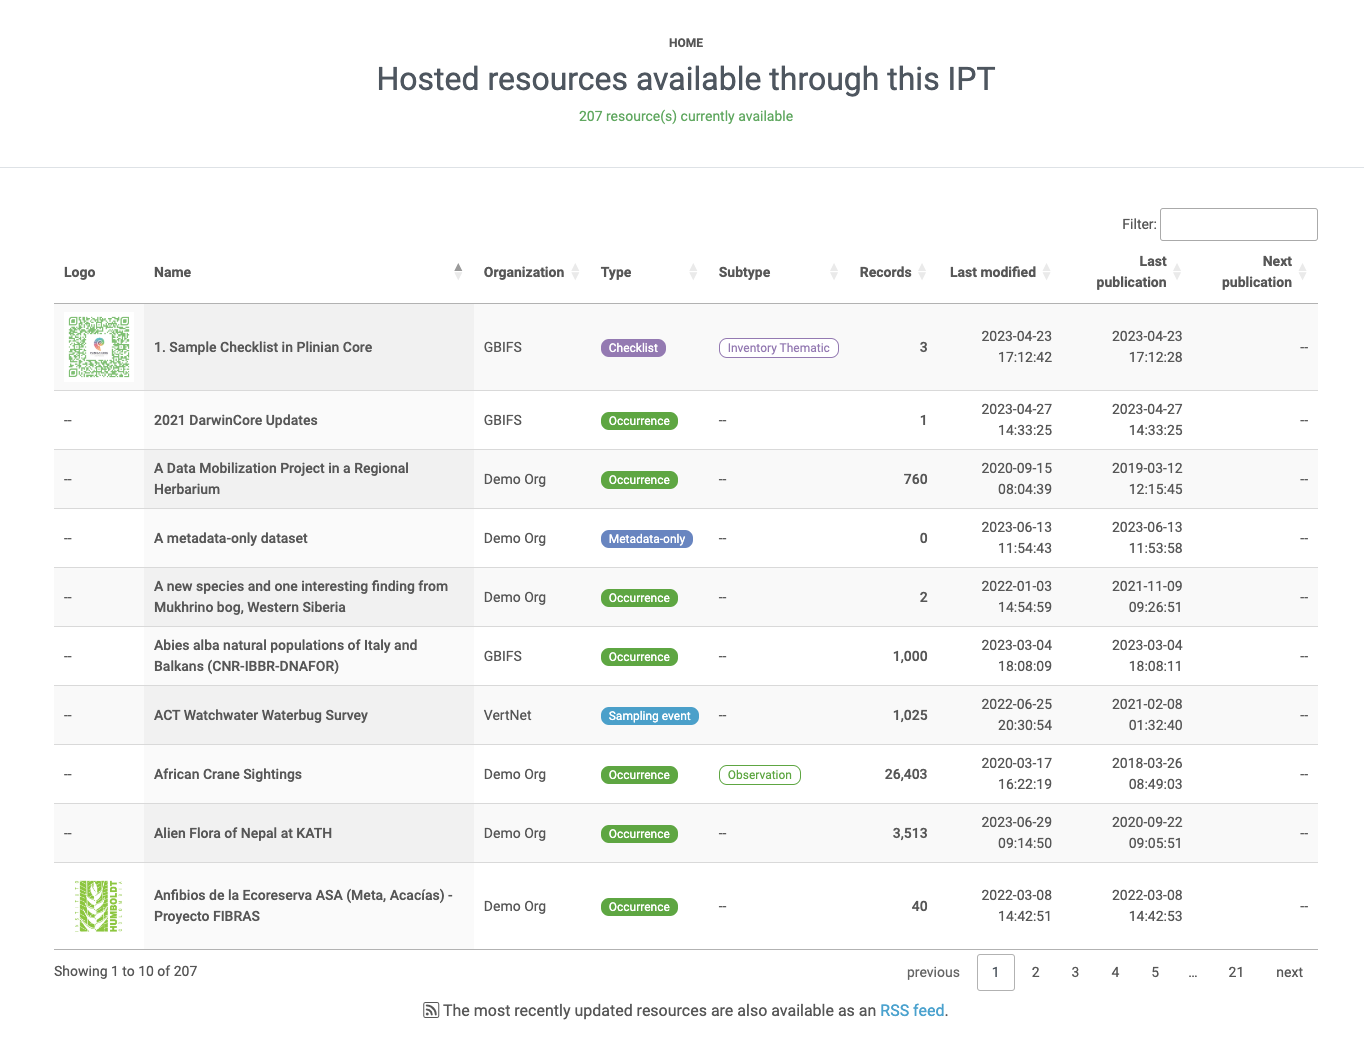 HOME
Hosted resources available through this IPT
207 resource(s) currently available
Filter:
Logo Name Organization Type Subtype Records Last modified Last publication Next publication
1. Sample Checklist in Plinian Core GBIFS Checklist Inventory Thematic 3 2023-04-23 17:12:42 2023-04-23 17:12:28 --
-- 2021 DarwinCore Updates GBIFS Occurrence -- 1 2023-04-27 14:33:25 2023-04-27 14:33:25 --
-- A Data Mobilization Project in a Regional Herbarium Demo Org Occurrence -- 760 2020-09-15 08:04:39 2019-03-12 12:15:45 --
-- A metadata-only dataset Demo Org Metadata-only -- 0 2023-06-13 11:54:43 2023-06-13 11:53:58 --
-- A new species and one interesting finding from Mukhrino bog, Western Siberia Demo Org Occurrence -- 2 2022-01-03 14:54:59 2021-11-09 09:26:51 --
-- Abies alba natural populations of Italy and Balkans (CNR-IBBR-DNAFOR) GBIFS Occurrence -- 1,000 2023-03-04 18:08:09 2023-03-04 18:08:11 --
-- ACT Watchwater Waterbug Survey VertNet Sampling event -- 1,025 2022-06-25 20:30:54 2021-02-08 01:32:40 --
-- African Crane Sightings Demo Org Occurrence Observation 26,403 2020-03-17 16:22:19 2018-03-26 08:49:03 --
-- Alien Flora of Nepal at KATH Demo Org Occurrence -- 3,513 2023-06-29 09:14:50 2020-09-22 09:05:51 --
HUMBOLDT Anfibios de la Ecoreserva ASA (Meta, Acacías) - Proyecto FIBRAS Demo Org Occurrence -- 40 2022-03-08 14:42:51 2022-03-08 14:42:53 --
Showing 1 to 10 of 207 previous 1 2 3 4 5 … 21 next
The most recently updated resources are also available as an RSS feed.